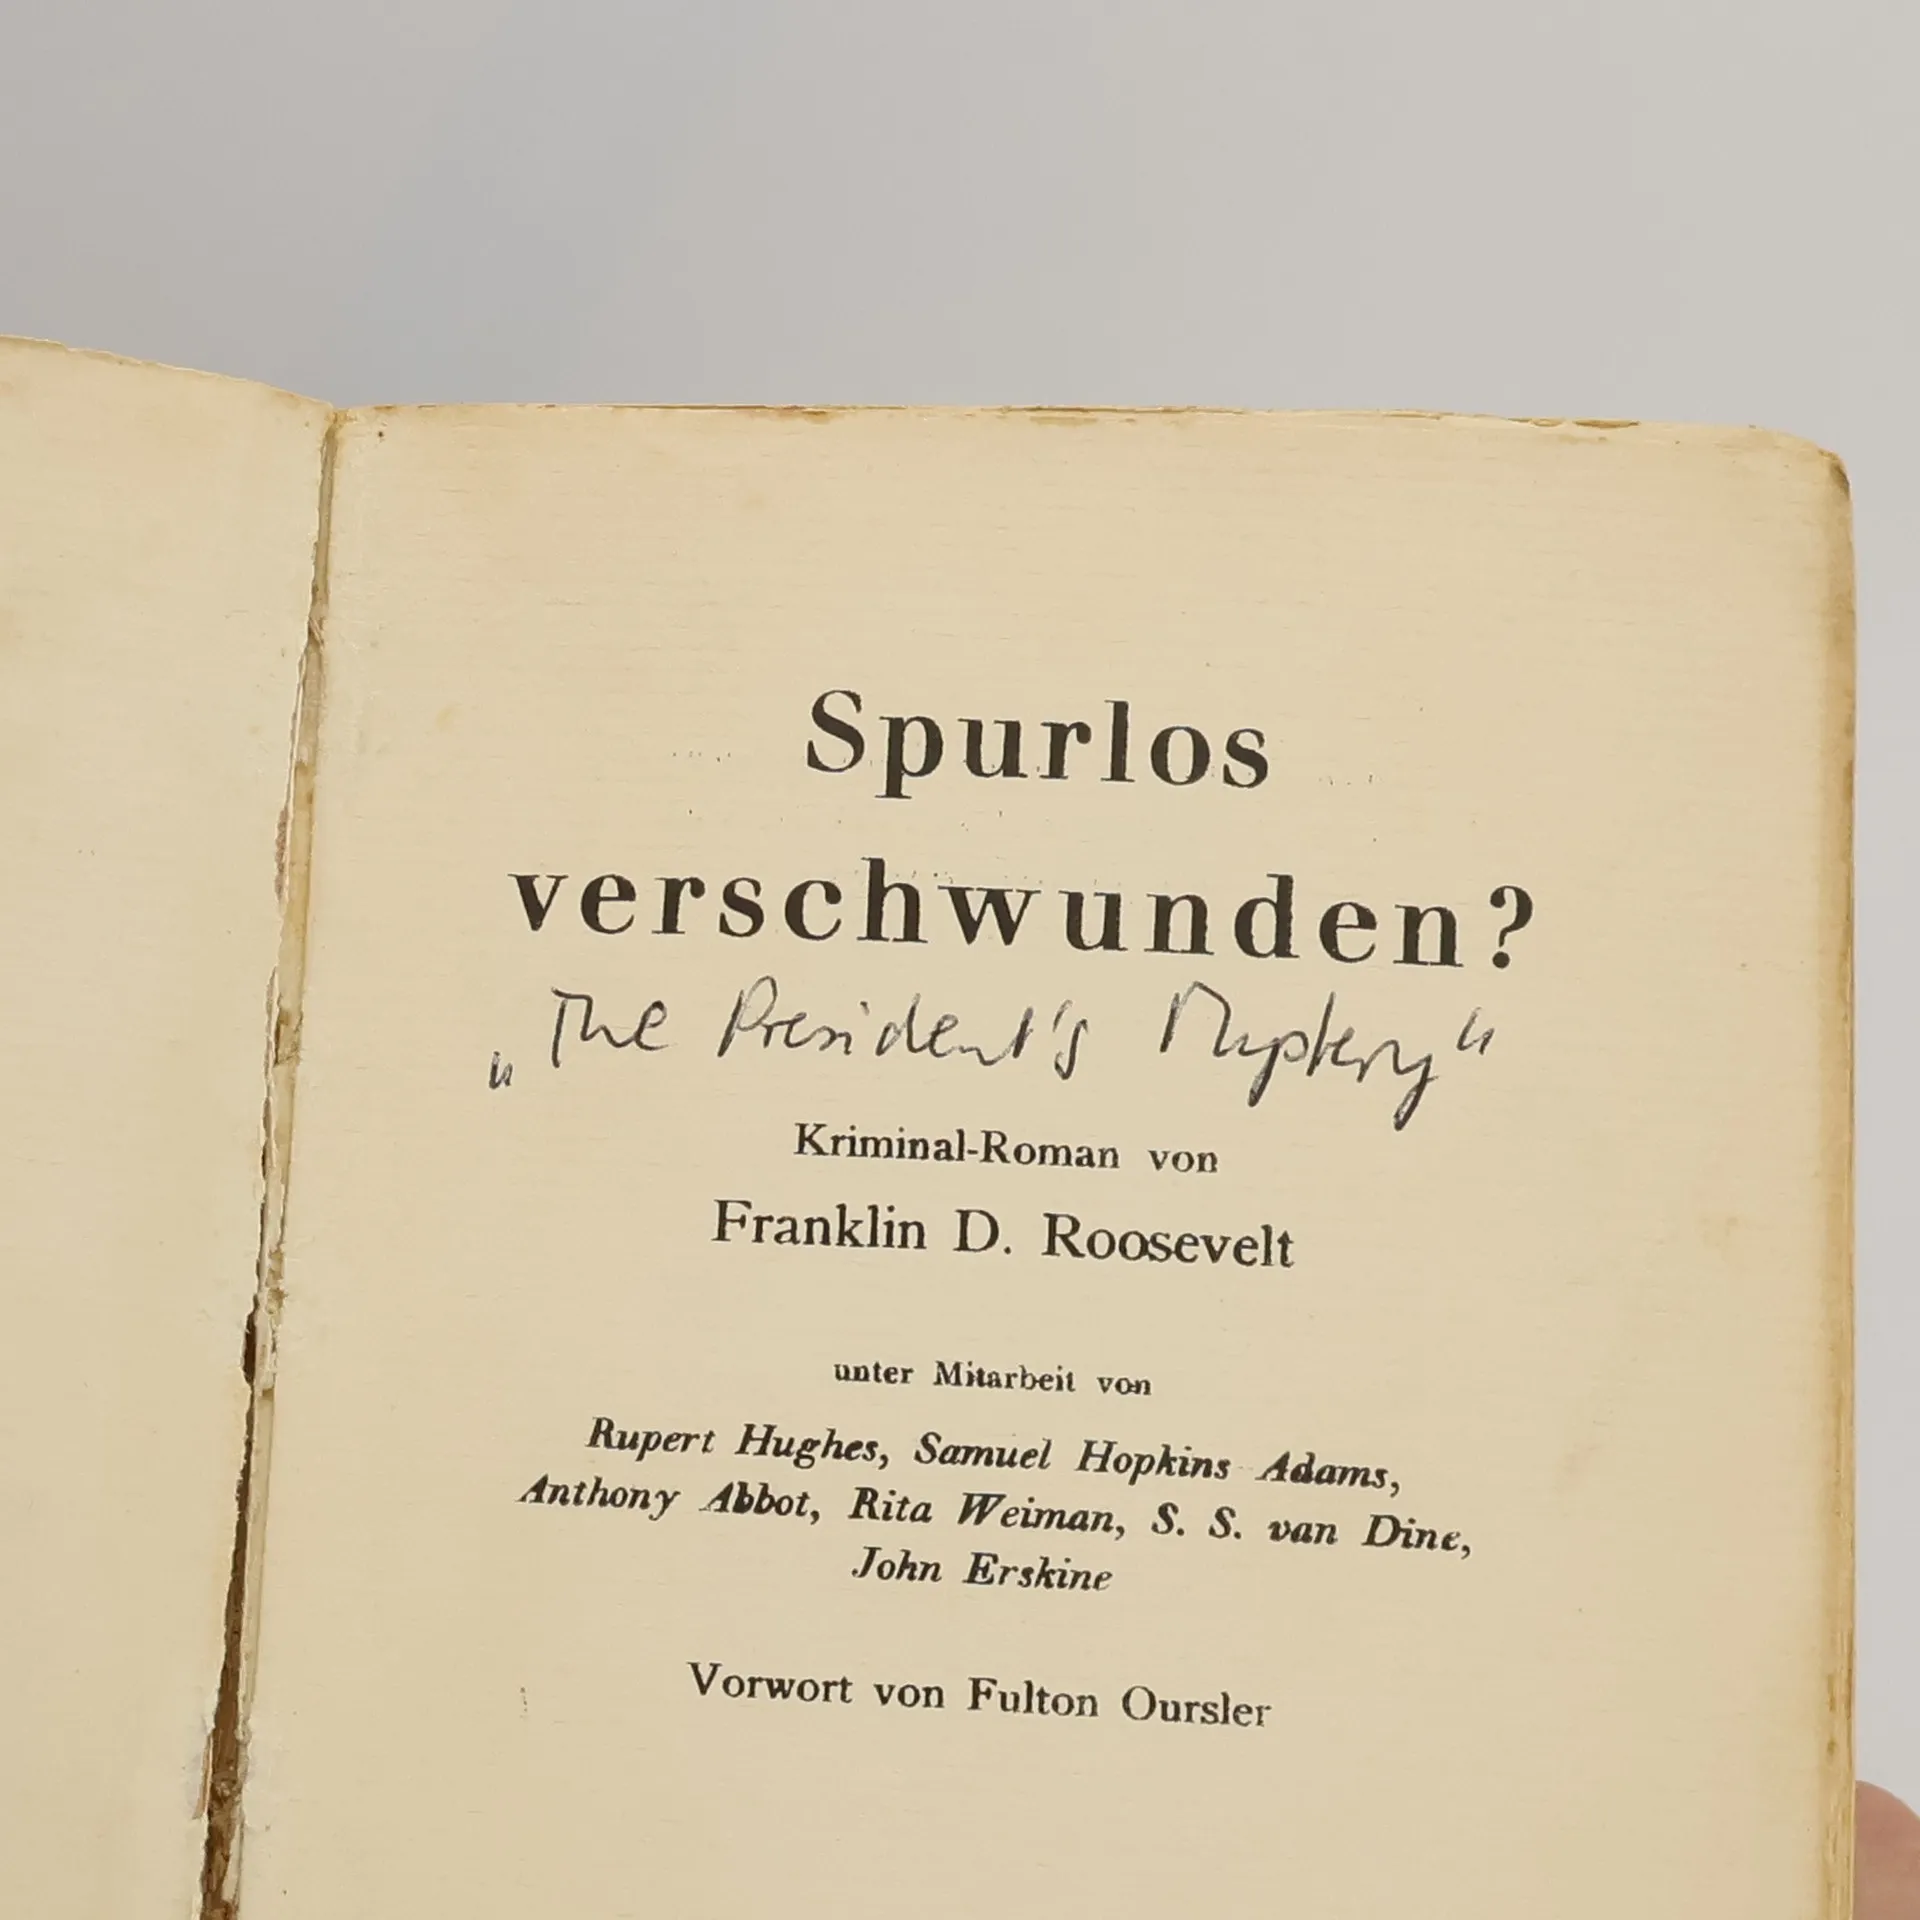 Spurlos
verschwunden?
„The President's Mystery“
Kriminal-Roman von
Franklin D. Roosevelt
unter Mitarbeit von
Rupert Hughes, Samuel Hopkins Adams,
Anthony Abbot, Rita Weiman, S. S. van Dine,
John Erskine
Vorwort von Fulton Oursler